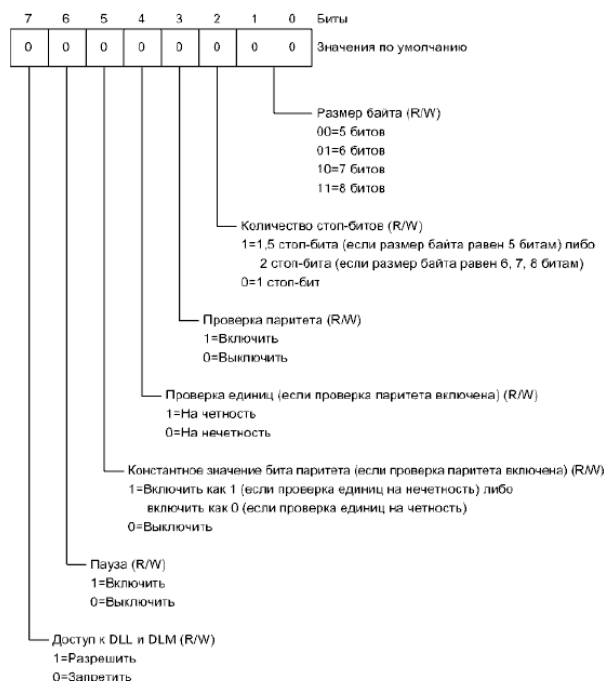 7 6 5 4 3 2 1 0 Биты
0 0 0 0 0 0 0 0 Значения по умолчанию
Размер байта (R/W)
00=5 битов
01=6 битов
10=7 битов
11=8 битов
Количество стоп-битов (R/W)
1=1,5 стоп-бита (если размер байта равен 5 битам) либо
2 стоп-бита (если размер байта равен 6, 7, 8 битам)
0=1 стоп-бит
Проверка паритета (R/W)
1=Включить
0=Выключить
Проверка единиц (если проверка паритета включена) (R/W)
1=На четность
0=На нечетность
Константное значение бита паритета (если проверка паритета включена) (R/W)
1=Включить как 1 (если проверка единиц на нечетность) либо
включить как 0 (если проверка единиц на четность)
0=Выключить
Пауза (R/W)
1=Включить
0=Выключить
Доступ к DLL и DLM (R/W)
1=Разрешить
0=Запретить